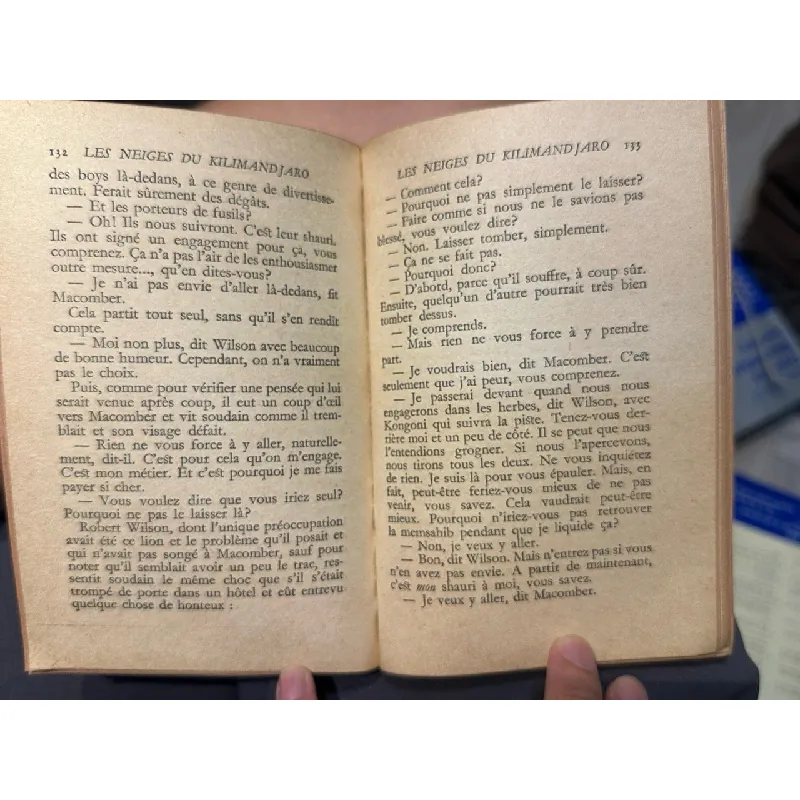 132 LES NEIGES DU KILIMANDJARO
des boys là-dedans, à ce genre de divertisse-
ment. Ferait sûrement des dégâts.
— Et les porteurs de fusils?
— Oh! Ils nous suivront. C'est leur shauri.
Ils ont signé un engagement pour ça, vous
comprenez. Ça n'a pas l'air de les enthousiasmer
outre mesure..., qu'en dites-vous?
— Je n'ai pas envie d'aller là-dedans, fit
Macomber.
Cela partit tout seul, sans qu'il s'en rendît
compte.
— Moi non plus, dit Wilson avec beaucoup
de bonne humeur. Cependant, on n'a vraiment
pas le choix.
Puis, comme pour vérifier une pensée qui lui
serait venue après coup, il eut un coup d'œil
vers Macomber et vit soudain comme il trem-
blait et son visage défait.
— Rien ne vous force à y aller, naturelle-
ment, dit-il. C'est pour cela qu'on m'engage.
C'est mon métier. Et c'est pourquoi je me fais
payer si cher.
— Vous voulez dire que vous iriez seul?
Pourquoi ne pas le laisser là?
Robert Wilson, dont l'unique préoccupation
avait été ce lion et le problème qu'il posait et
qui n'avait pas songé à Macomber, sauf pour
noter qu'il semblait avoir un peu le trac, res-
sentit soudain le même choc que s'il s'était
trompé de porte dans un hôtel et eût entrevu
quelque chose de honteux :
LES NEIGES DU KILIMANDJARO 133
— Comment cela?
— Pourquoi ne pas simplement le laisser?
— Faire comme si nous ne le savions pas
blessé, vous voulez dire?
— Non. Laisser tomber, simplement.
— Ça ne se fait pas.
— Pourquoi donc?
— D'abord, parce qu'il souffre, à coup sûr.
Ensuite, quelqu'un d'autre pourrait très bien
tomber dessus.
— Je comprends.
— Mais rien ne vous force à y prendre
part.
— Je voudrais bien, dit Macomber. C'est
seulement que j'ai peur, vous comprenez.
— Je passerai devant quand nous nous
engagerons dans les herbes, dit Wilson, avec
Kongoni qui suivra la piste. Tenez-vous der-
rière moi et un peu de côté. Il se peut que nous
l'entendions grogner. Si nous l'apercevons,
nous tirons tous les deux. Ne vous inquiétez
de rien. Je suis là pour vous épauler. Mais, en
fait, peut-être feriez-vous mieux de ne pas
venir, vous savez. Cela vaudrait peut-être
mieux. Pourquoi n'iriez-vous pas retrouver
la memsahib pendant que je liquide ça?
— Non, je veux y aller.
— Bon, dit Wilson. Mais n'entrez pas si vous
n'en avez pas envie. A partir de maintenant,
c'est mon shauri à moi, vous savez.
— Je veux y aller, dit Macomber.